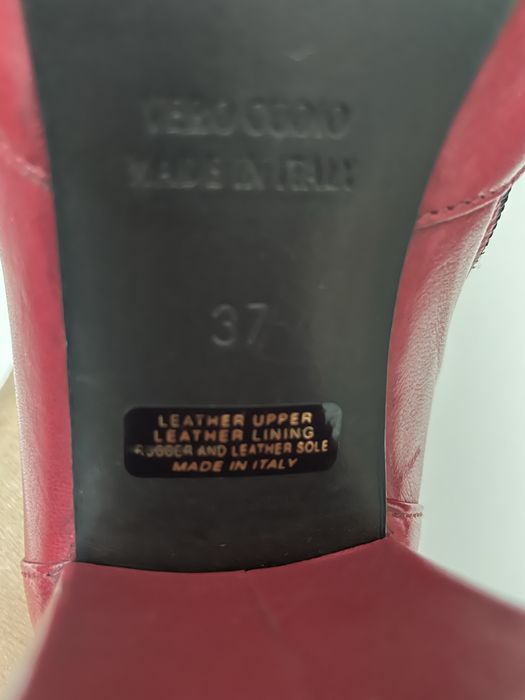 VERO CUOIO
MADE IN ITALY
37
LEATHER UPPER
LEATHER LINING
RUBBER AND LEATHER SOLE
MADE IN ITALY